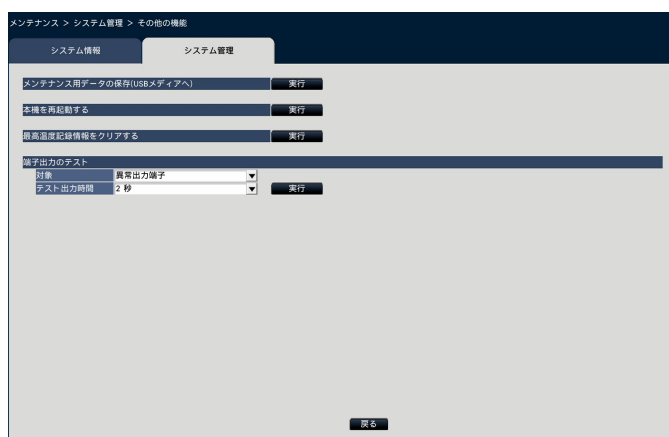 メンテナンス > システム管理 > その他の機能
システム情報 システム管理
メンテナンス用データの保存(USBメディアへ) 実行
本機を再起動する 実行
最高温度記録情報をクリアする 実行
端子出力のテスト
対象 異常出力端子
テスト出力時間 2 秒 実行
戻る